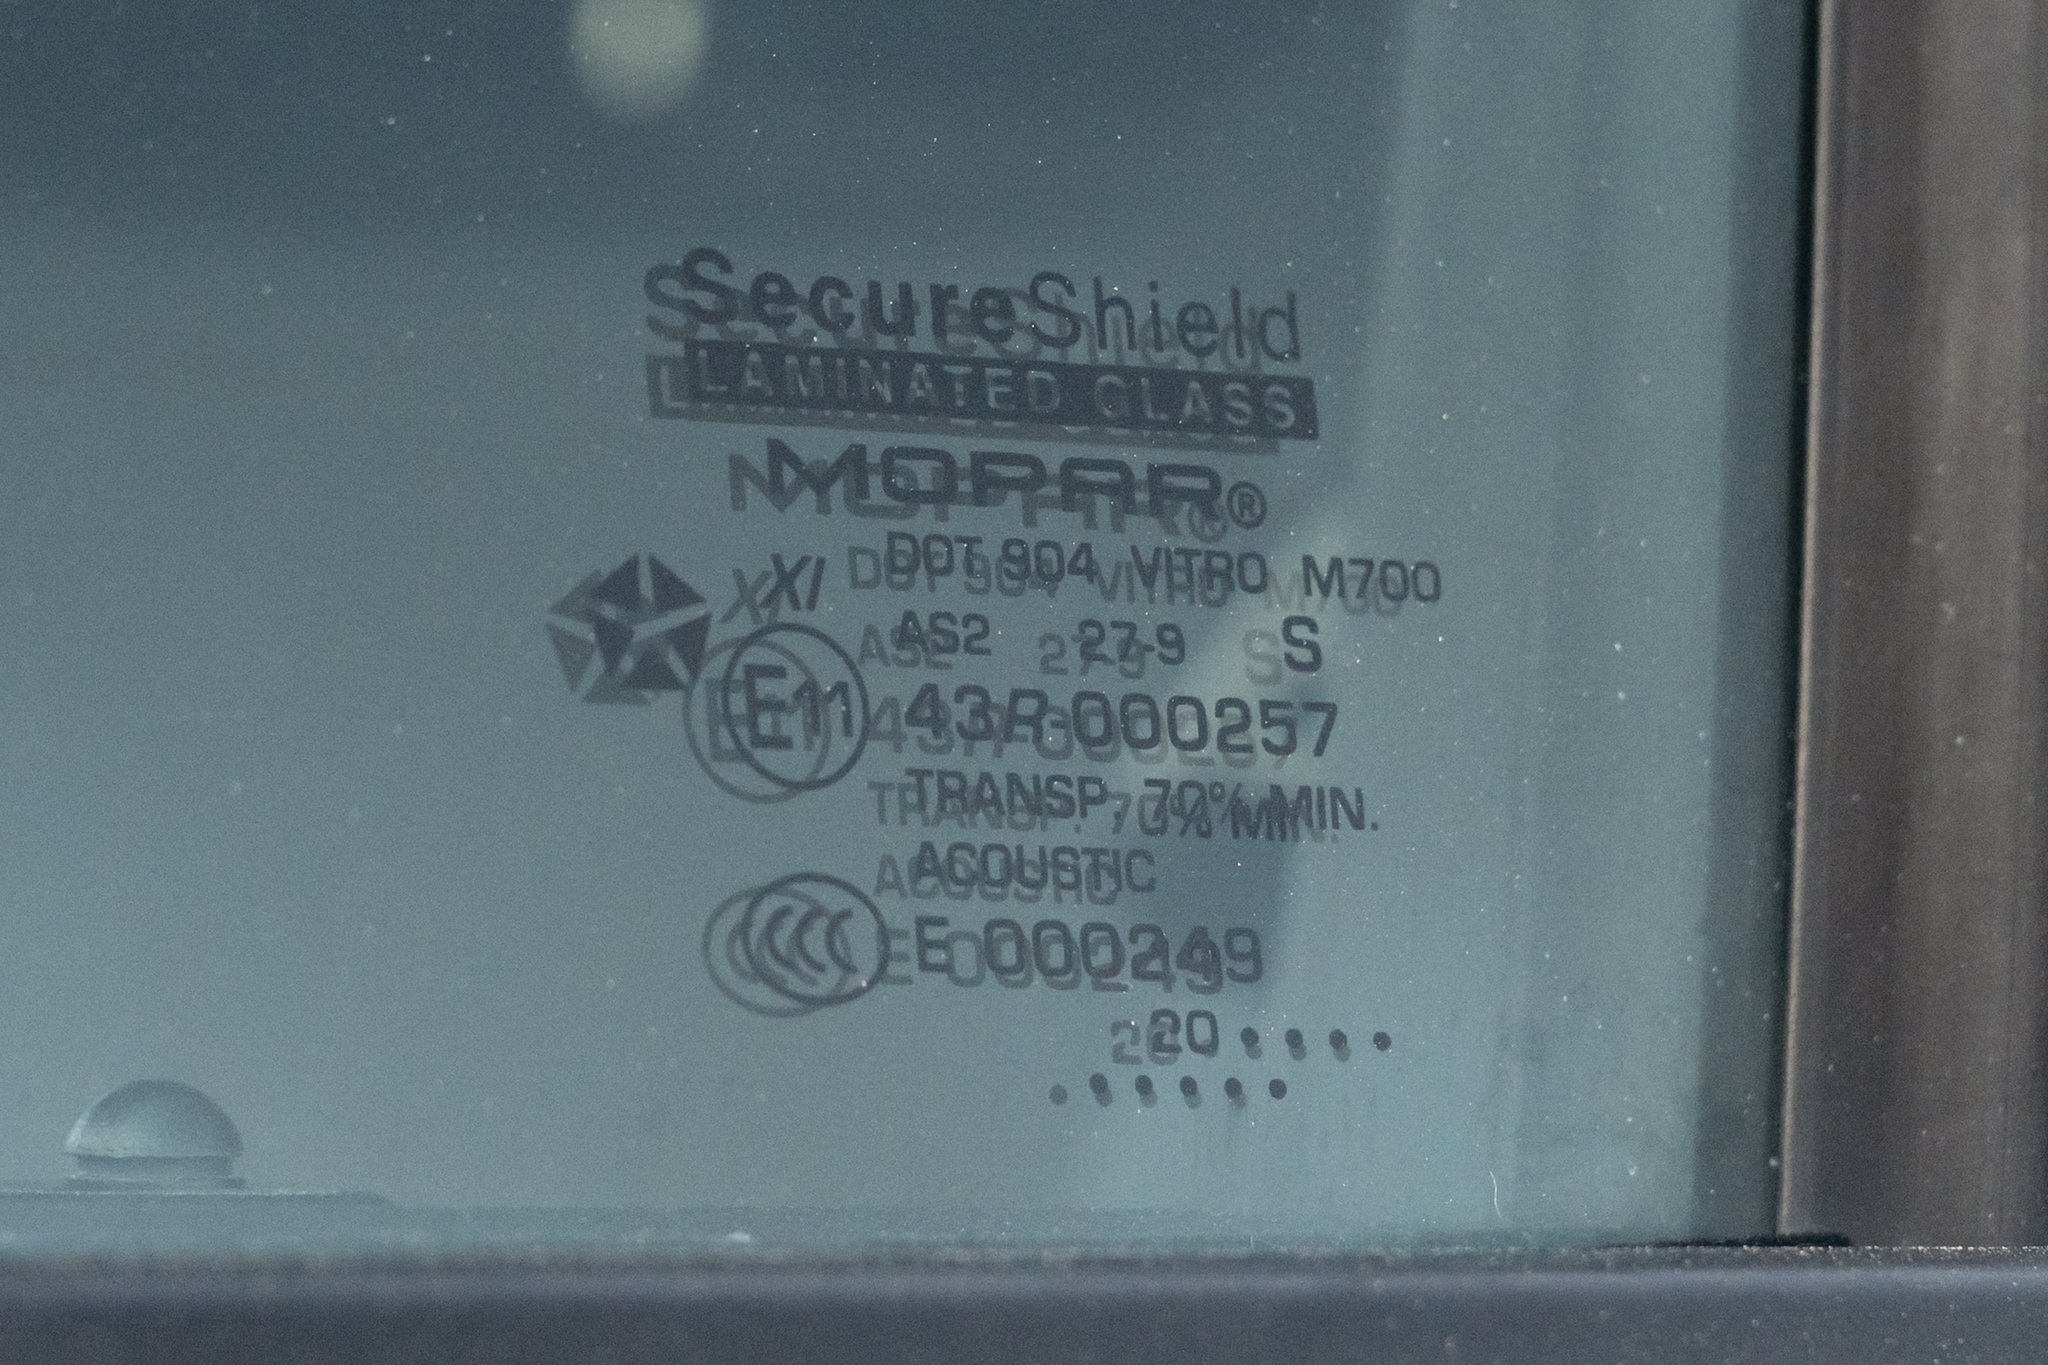 SecureShield
LAMINATED GLASS
MOPAR®
XI DOT 904 VITRO M700
AS2 27-9 S
E11 43R-000257
TRANSP. 70% MIN.
ACOUSTIC
CCC E 000249
20